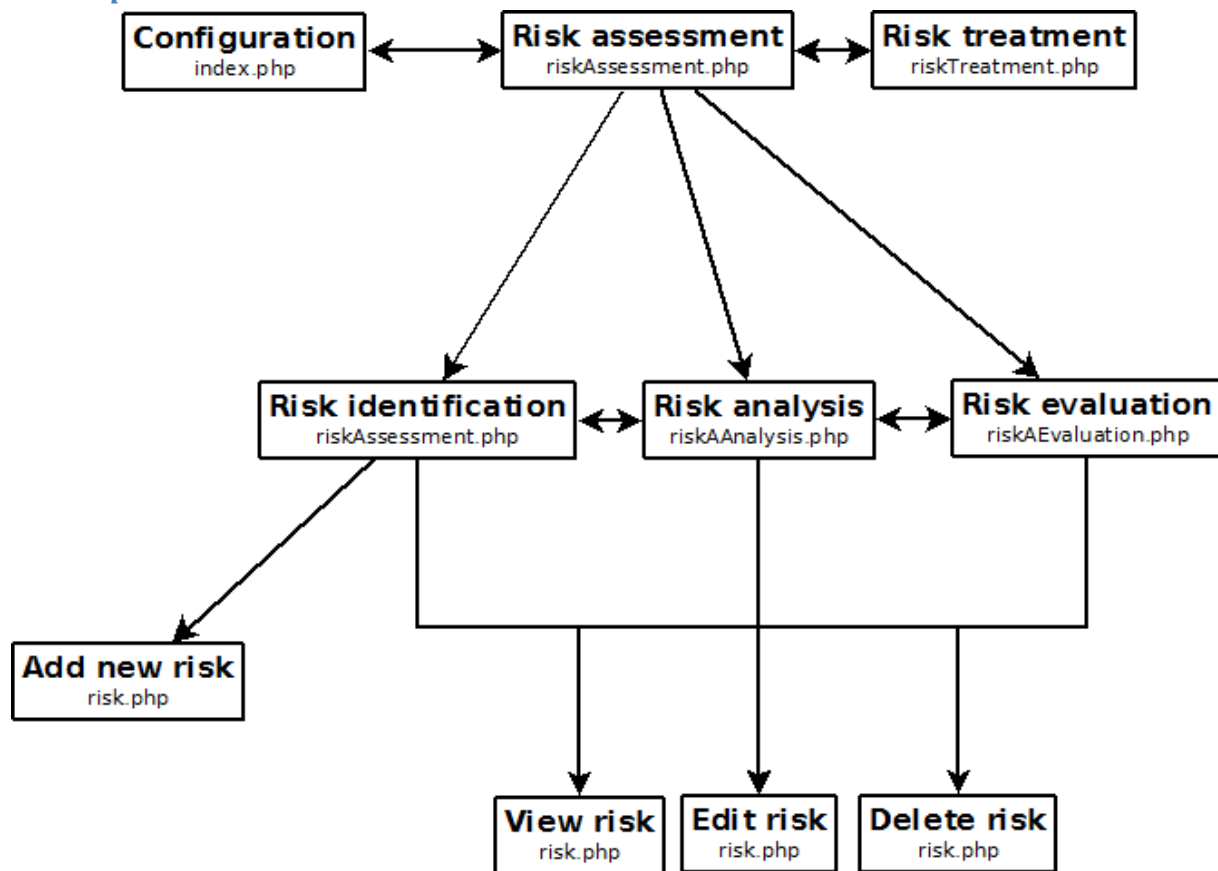 Configuration
index.php
Risk assessment
riskAssessment.php
Risk treatment
riskTreatment.php
Risk identification
riskAssessment.php
Risk analysis
riskAAnalysis.php
Risk evaluation
riskAEvaluation.php
Add new risk
risk.php
View risk
risk.php
Edit risk
risk.php
Delete risk
risk.php